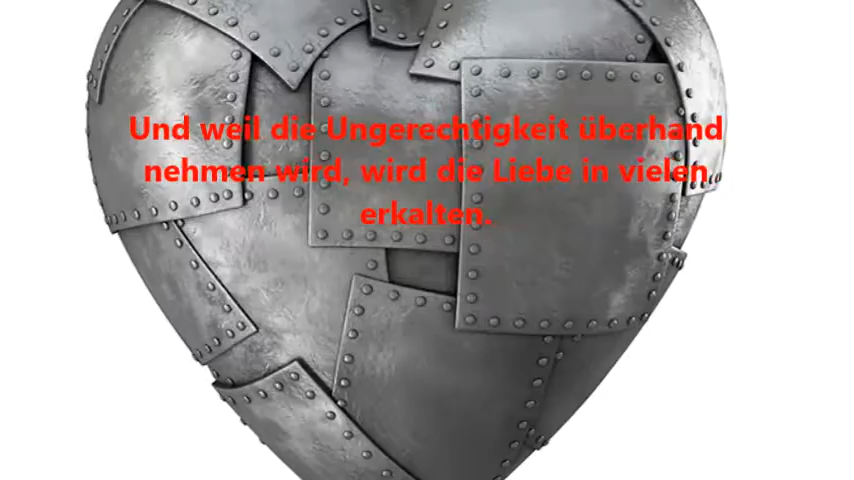 Und weil die Ungerechtigkeit überhand
nehmen wird, wird die Liebe in vielen
erkalten.